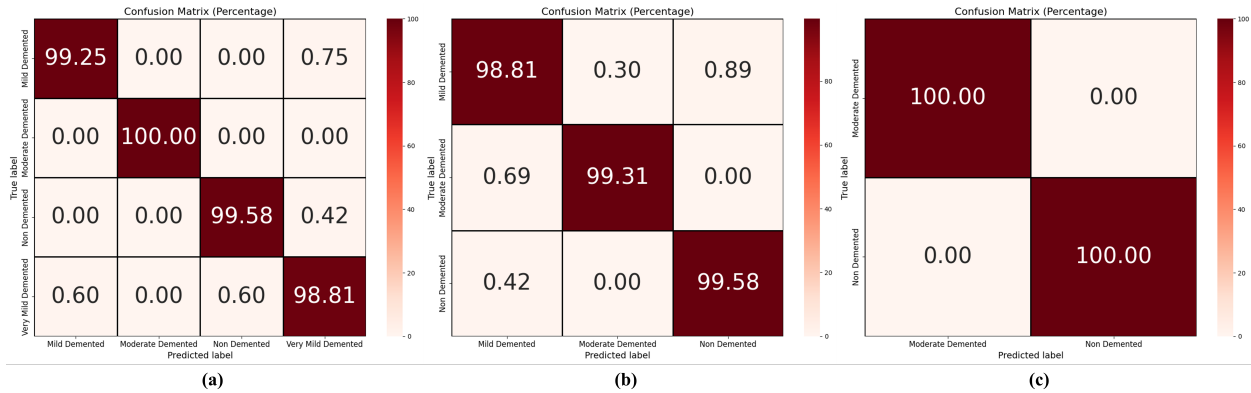 Confusion Matrix (Percentage)
True label
Mild Demented
99.25 0.00 0.00 0.75
Moderate Demented
0.00 100.00 0.00 0.00
Non Demented
0.00 0.00 99.58 0.42
Very Mild Demented
0.60 0.00 0.60 98.81
Mild Demented Moderate Demented Non Demented Very Mild Demented
Predicted label
100
80
60
40
20
0
(a)
Confusion Matrix (Percentage)
True label
Mild Demented
98.81 0.30 0.89
Moderate Demented
0.69 99.31 0.00
Non Demented
0.42 0.00 99.58
Mild Demented Moderate Demented Non Demented
Predicted label
80
60
40
20
0
(b)
Confusion Matrix (Percentage)
True label
Moderate Demented
100.00 0.00
Non Demented
0.00 100.00
Moderate Demented Non Demented
Predicted label
100
80
60
40
20
0
(c)